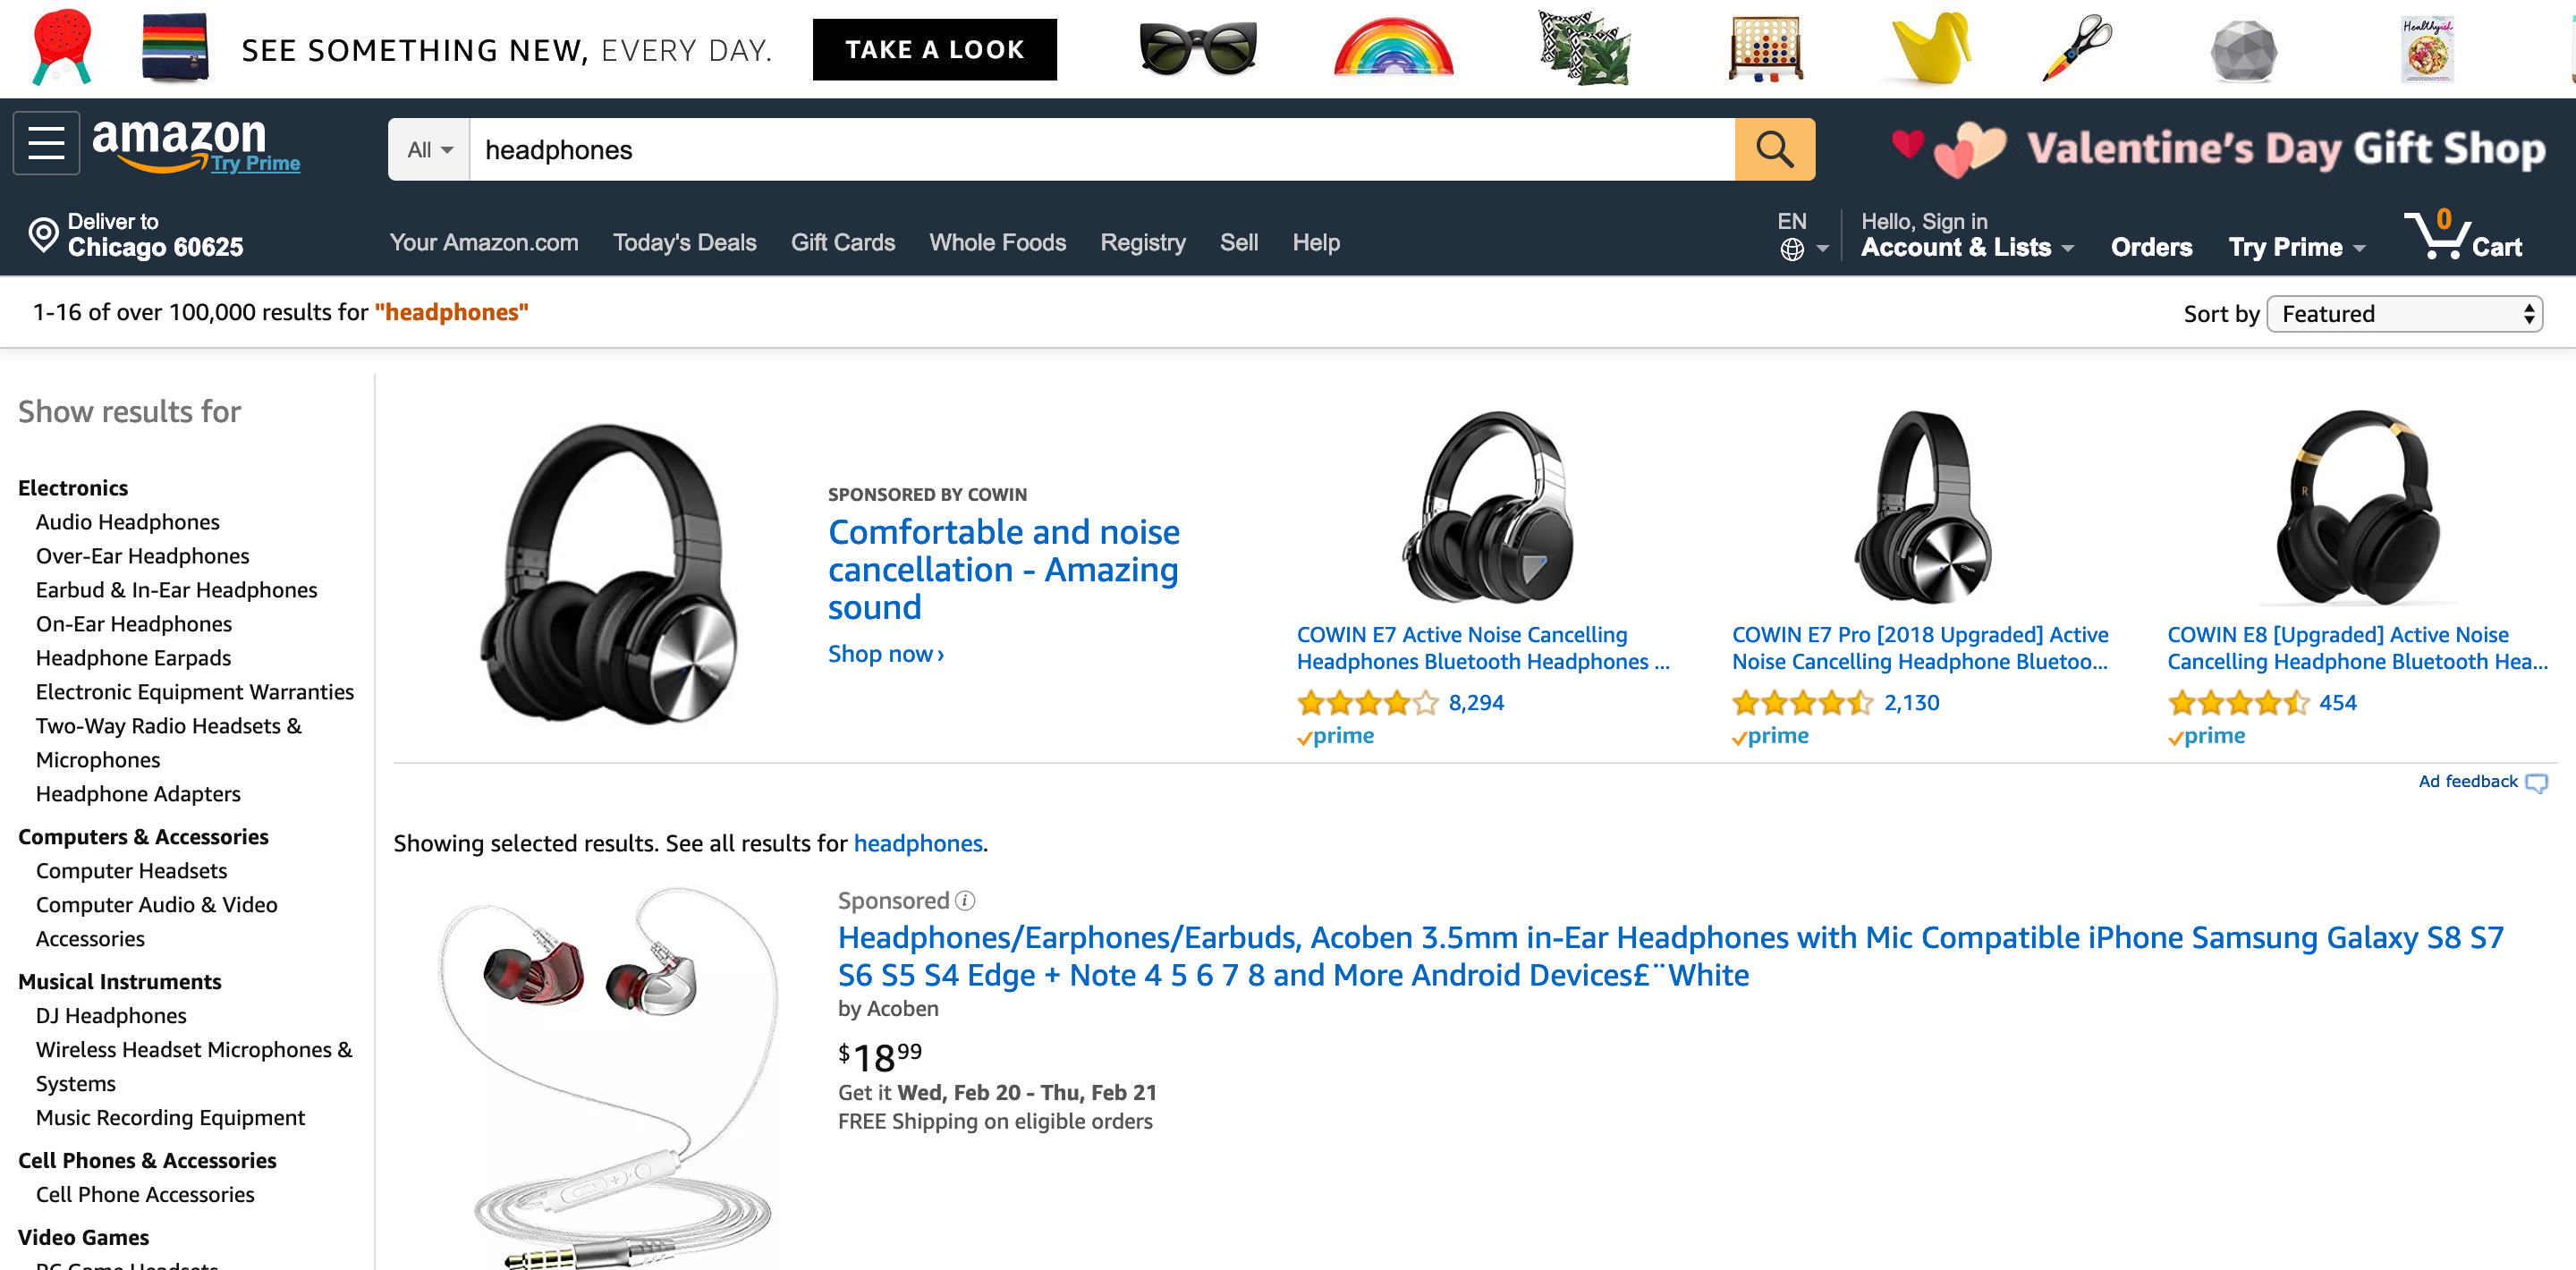 SEE SOMETHING NEW, EVERY DAY.
TAKE A LOOK
Healthyish
amazon
Try Prime
All
headphones
Valentine's Day Gift Shop
Deliver to
Chicago 60625
Your Amazon.com Today's Deals Gift Cards Whole Foods Registry Sell Help
EN
Hello, Sign in
Account & Lists
Orders
Try Prime
0
Cart
1-16 of over 100,000 results for "headphones"
Sort by Featured
Show results for
Electronics
Audio Headphones
Over-Ear Headphones
Earbud & In-Ear Headphones
On-Ear Headphones
Headphone Earpads
Electronic Equipment Warranties
Two-Way Radio Headsets &
Microphones
Headphone Adapters
Computers & Accessories
Computer Headsets
Computer Audio & Video
Accessories
Musical Instruments
DJ Headphones
Wireless Headset Microphones &
Systems
Music Recording Equipment
Cell Phones & Accessories
Cell Phone Accessories
Video Games
PC Game Headsets
SPONSORED BY COWIN
Comfortable and noise
cancellation - Amazing
sound
Shop now ›
COWIN E7 Active Noise Cancelling
Headphones Bluetooth Headphones ...
8,294
prime
COWIN E7 Pro [2018 Upgraded] Active
Noise Cancelling Headphone Bluetoo...
2,130
prime
R
COWIN E8 [Upgraded] Active Noise
Cancelling Headphone Bluetooth Hea...
454
prime
Ad feedback
Showing selected results. See all results for headphones.
Sponsored
Headphones/Earphones/Earbuds, Acoben 3.5mm in-Ear Headphones with Mic Compatible iPhone Samsung Galaxy S8 S7
S6 S5 S4 Edge + Note 4 5 6 7 8 and More Android Devices£¨White
by Acoben
$18 99
Get it Wed, Feb 20 - Thu, Feb 21
FREE Shipping on eligible orders